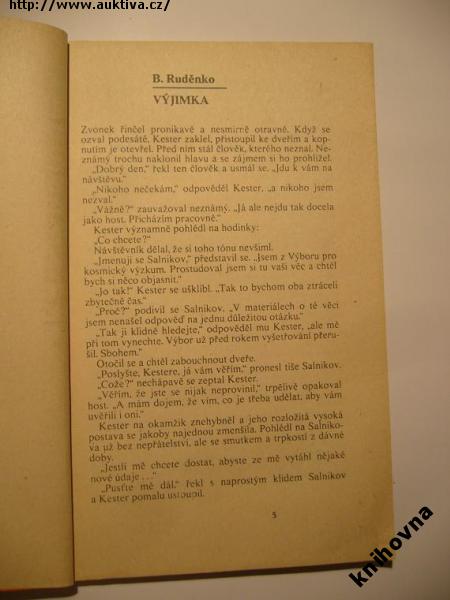 http://www.auktiva.cz/
B. Ruděnko
VÝJIMKA
Zvonek řinčel pronikavě a nesmírně otravně. Když se
ozval podesáté, Kester zaklel, přistoupil ke dveřím a kop-
nutím je otevřel. Před ním stál člověk, kterého neznal. Ne-
známý trochu naklonil hlavu a se zájmem si ho prohlížel.
„Dobrý den,“ řekl ten člověk a usmál se. „Jdu k vám na
návštěvu.“
„Nikoho nečekám,“ odpověděl Kester, „a nikoho jsem
nezval.“
„Vážně?“ zauvažoval neznámý. „Já ale nejdu tak docela
jako host. Přicházím pracovně.“
Kester významně pohlédl na hodinky:
„Co chcete?“
Návštěvník dělal, že si toho tónu nevšiml.
„Jmenuji se Salnikov,“ představil se. „Jsem z Výboru pro
kosmický výzkum. Prostudoval jsem si tu vaši věc a chtěl
bych si něco objasnit.“
„Jo tak!“ Kester se ušklíbl. „Tak to bychom oba ztráceli
zbytečně čas.“
„Proč?“ podivil se Salnikov. „V materiálech o té věci
jsem nenašel odpověď na jednu důležitou otázku.“
„Tak ji klidně hledejte,“ odpověděl mu Kester, „ale mě
při tom vynechte. Výbor už před rokem vyšetřování přeru-
šil. Sbohem.“
Otočil se a chtěl zabouchnout dveře.
„Poslyšte, Kestere, já vám věřím,“ pronesl tiše Salnikov.
„Cože?“ nechápavě se zeptal Kester.
„Věřím, že jste se nijak neprovinil,“ trpělivě opakoval
host. „A mám dojem, že vím, co je třeba udělat, aby vám
uvěřili i oni.“
Kester na okamžik znehybněl a jeho rozložitá vysoká
postava se jakoby najednou zmenšila. Pohlédl na Salniko-
va už bez nepřátelství, ale se smutkem a trpkostí z dávné
doby.
„Jestli mě chcete dostat, abyste ze mě vytáhl nějaké
nové údaje . . .“
„Pusťte mě dál,“ řekl s naprostým klidem Salnikov
a Kester pomalu ustoupil.
5
knihovna